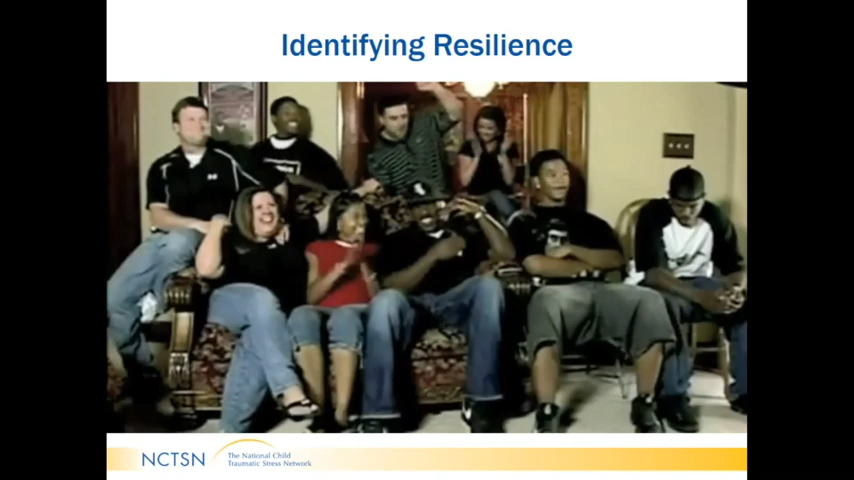 Identifying Resilience
NCTSN
The National Child
Traumatic Stress Network